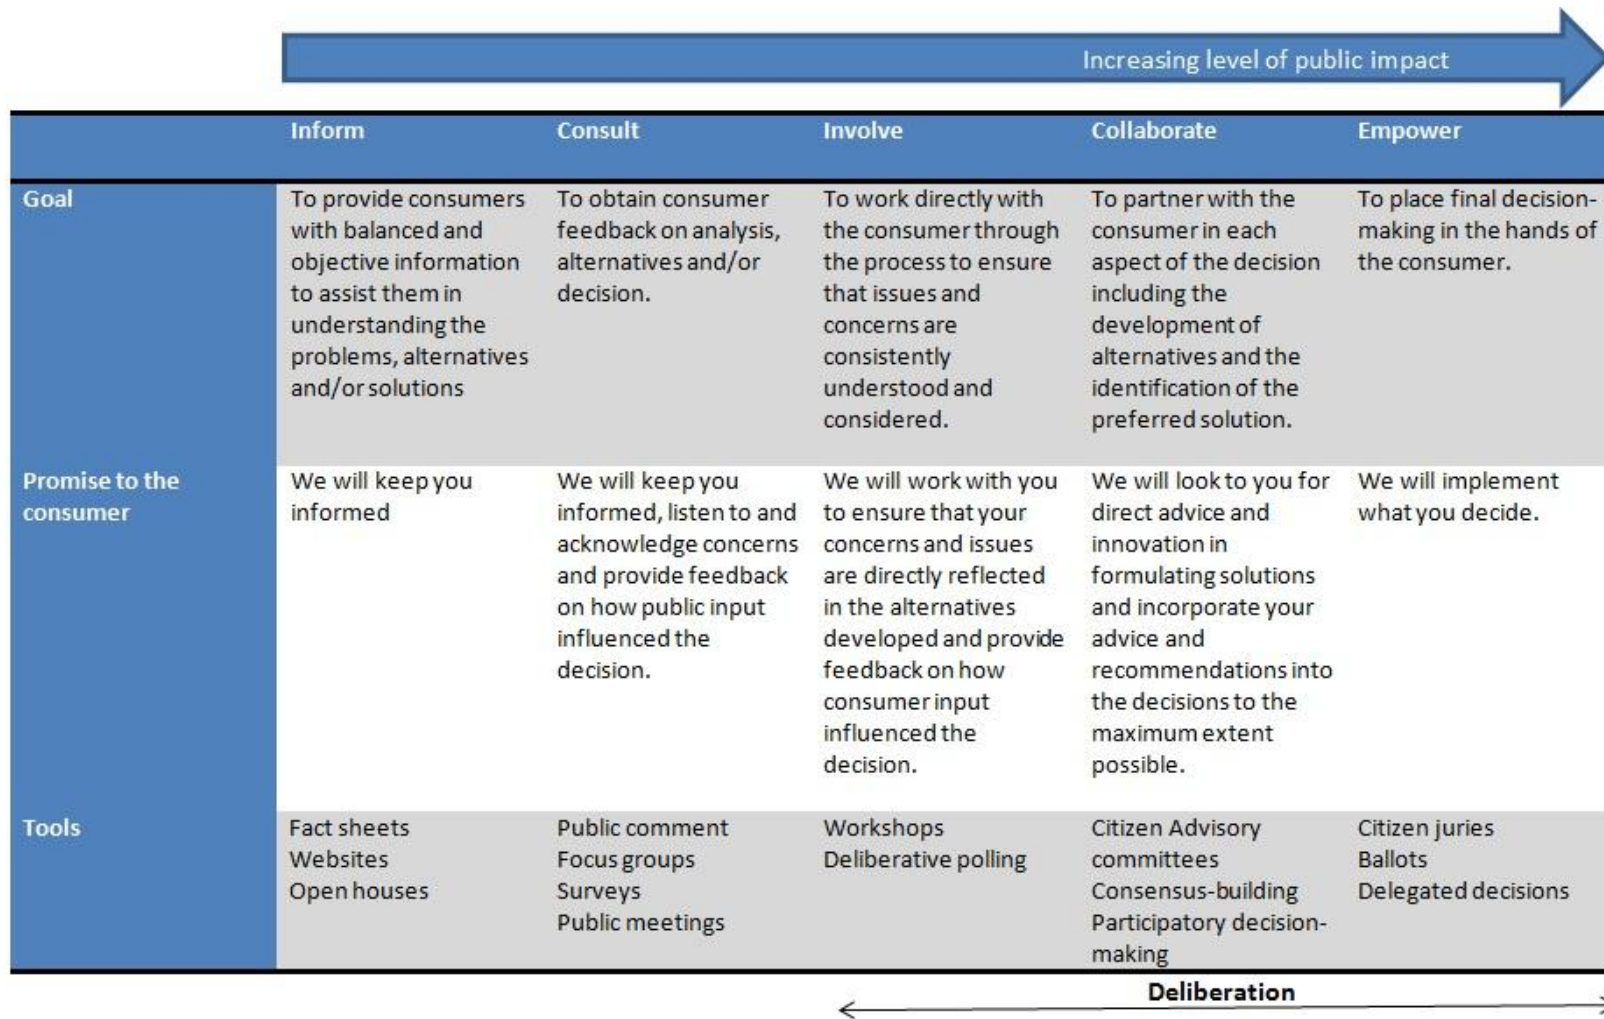 Increasing level of public impact
Inform
Consult
Involve
Collaborate
Empower
Goal
To provide consumers
with balanced and
objective information
to assist them in
understanding the
problems, alternatives
and/or solutions
To obtain consumer
feedback on analysis,
alternatives and/or
decision.
To work directly with
the consumer through
the process to ensure
that issues and
concerns are
consistently
understood and
considered.
To partner with the
consumer in each
aspect of the decision
including the
development of
alternatives and the
identification of the
preferred solution.
To place final decision-
making in the hands of
the consumer.
Promise to the
consumer
We will keep you
informed
We will keep you
informed, listen to and
acknowledge concerns
and provide feedback
on how public input
influenced the
decision.
We will work with you
to ensure that your
concerns and issues
are directly reflected
in the alternatives
developed and provide
feedback on how
consumer input
influenced the
decision.
We will look to you for
direct advice and
innovation in
formulating solutions
and incorporate your
advice and
recommendations into
the decisions to the
maximum extent
possible.
We will implement
what you decide.
Tools
Fact sheets
Websites
Open houses
Public comment
Focus groups
Surveys
Public meetings
Workshops
Deliberative polling
Citizen Advisory
committees
Consensus-building
Participatory decision-
making
Citizen juries
Ballots
Delegated decisions
Deliberation